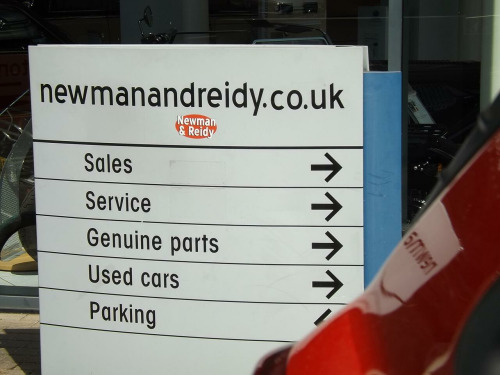 newmanandreidy.co.uk
Newman
& Reidy
Sales
Service
Genuine parts
Used cars
Parking